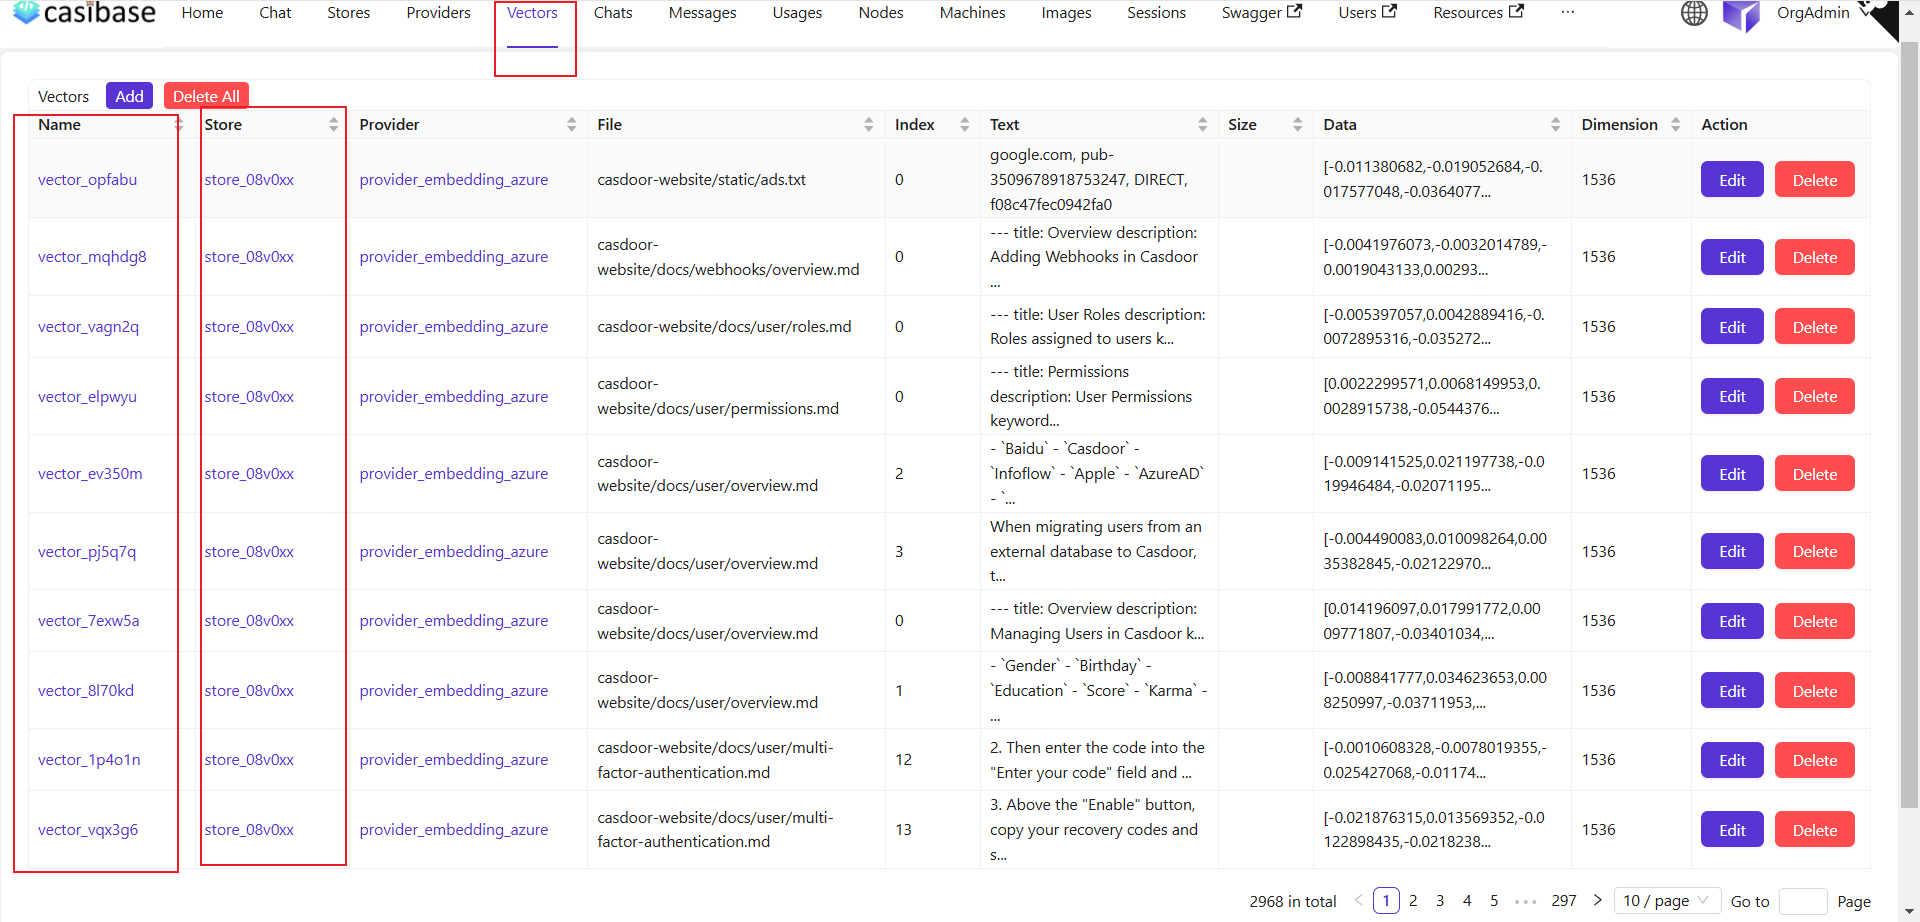 casibase Home Chat Stores Providers Vectors Chats Messages Usages Nodes Machines Images Sessions Swagger Users Resources ··· OrgAdmin
Vectors Add Delete All
Name Store Provider File Index Text Size Data Dimension Action
vector_opfabu store_08v0xx provider_embedding_azure casdoor-website/static/ads.txt 0 google.com, pub-
3509678918753247, DIRECT,
f08c47fec0942fa0 [-0.011380682,-0.019052684,-0.
017577048,-0.0364077... 1536 Edit Delete
vector_mqhdg8 store_08v0xx provider_embedding_azure casdoor-
website/docs/webhooks/overview.md 0 --- title: Overview description:
Adding Webhooks in Casdoor
... [-0.0041976073,-0.0032014789,-
0.0019043133,0.00293... 1536 Edit Delete
vector_vagn2q store_08v0xx provider_embedding_azure casdoor-website/docs/user/roles.md 0 --- title: User Roles description:
Roles assigned to users k... [-0.005397057,0.0042889416,-0.
0072895316,-0.035272... 1536 Edit Delete
vector_elpwyu store_08v0xx provider_embedding_azure casdoor-
website/docs/user/permissions.md 0 --- title: Permissions
description: User Permissions
keyword... [0.0022299571,0.0068149953,0.
0028915738,-0.0544376... 1536 Edit Delete
vector_ev350m store_08v0xx provider_embedding_azure casdoor-
website/docs/user/overview.md 2 - `Baidu` - `Casdoor` -
`Infoflow` - `Apple` - `AzureAD`
- `... [-0.009141525,0.021197738,-0.0
19946484,-0.02071195... 1536 Edit Delete
vector_pj5q7q store_08v0xx provider_embedding_azure casdoor-
website/docs/user/overview.md 3 When migrating users from an
external database to Casdoor,
t... [-0.004490083,0.010098264,0.00
35382845,-0.02122970... 1536 Edit Delete
vector_7exw5a store_08v0xx provider_embedding_azure casdoor-
website/docs/user/overview.md 0 --- title: Overview description:
Managing Users in Casdoor k... [0.014196097,0.017991772,0.00
09771807,-0.03401034,... 1536 Edit Delete
vector_8l70kd store_08v0xx provider_embedding_azure casdoor-
website/docs/user/overview.md 1 - `Gender` - `Birthday` -
`Education` - `Score` - `Karma` -
... [-0.008841777,0.034623653,0.00
8250997,-0.03711953,... 1536 Edit Delete
vector_1p4o1n store_08v0xx provider_embedding_azure casdoor-website/docs/user/multi-
factor-authentication.md 12 2. Then enter the code into the
"Enter your code" field and ... [-0.0010608328,-0.0078019355,-
0.025427068,-0.01174... 1536 Edit Delete
vector_vqx3g6 store_08v0xx provider_embedding_azure casdoor-website/docs/user/multi-
factor-authentication.md 13 3. Above the "Enable" button,
copy your recovery codes and
s... [-0.021876315,0.013569352,-0.0
122898435,-0.0218238... 1536 Edit Delete
2968 in total < 1 2 3 4 5 ··· 297 > 10 / page Go to Page